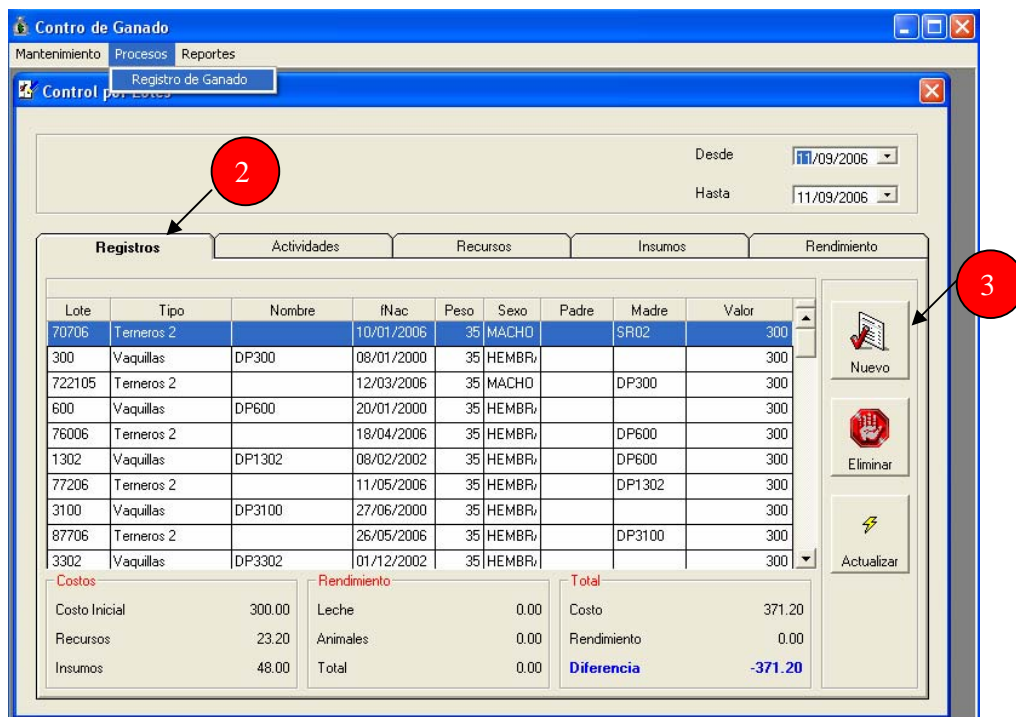 Contro de Ganado
Mantenimiento Procesos Reportes
Registro de Ganado
Control por Lotes
Desde 11/09/2006
2
Hasta 11/09/2006
Registros Actividades Recursos Insumos Rendimiento
3
Lote Tipo Nombre fNac Peso Sexo Padre Madre Valor
70706 Terneros 2 10/01/2006 35 MACHO SR02 300
300 Vaquillas DP300 08/01/2000 35 HEMBR 300
Nuevo
722105 Terneros 2 12/03/2006 35 MACHO DP300 300
600 Vaquillas DP600 20/01/2000 35 HEMBR 300
76006 Terneros 2 18/04/2006 35 HEMBR DP600 300
1302 Vaquillas DP1302 08/02/2002 35 HEMBR DP600 300
Eliminar
77206 Terneros 2 11/05/2006 35 HEMBR DP1302 300
3100 Vaquillas DP3100 27/06/2000 35 HEMBR 300
87706 Terneros 2 26/05/2006 35 HEMBR DP3100 300
3302 Vaquillas DP3302 01/12/2002 35 HEMBR 300
Actualizar
Costos Rendimiento Total
Costo Inicial 300.00 Leche 0.00 Costo 371.20
Recursos 23.20 Animales 0.00 Rendimiento 0.00
Insumos 48.00 Total 0.00 Diferencia -371.20